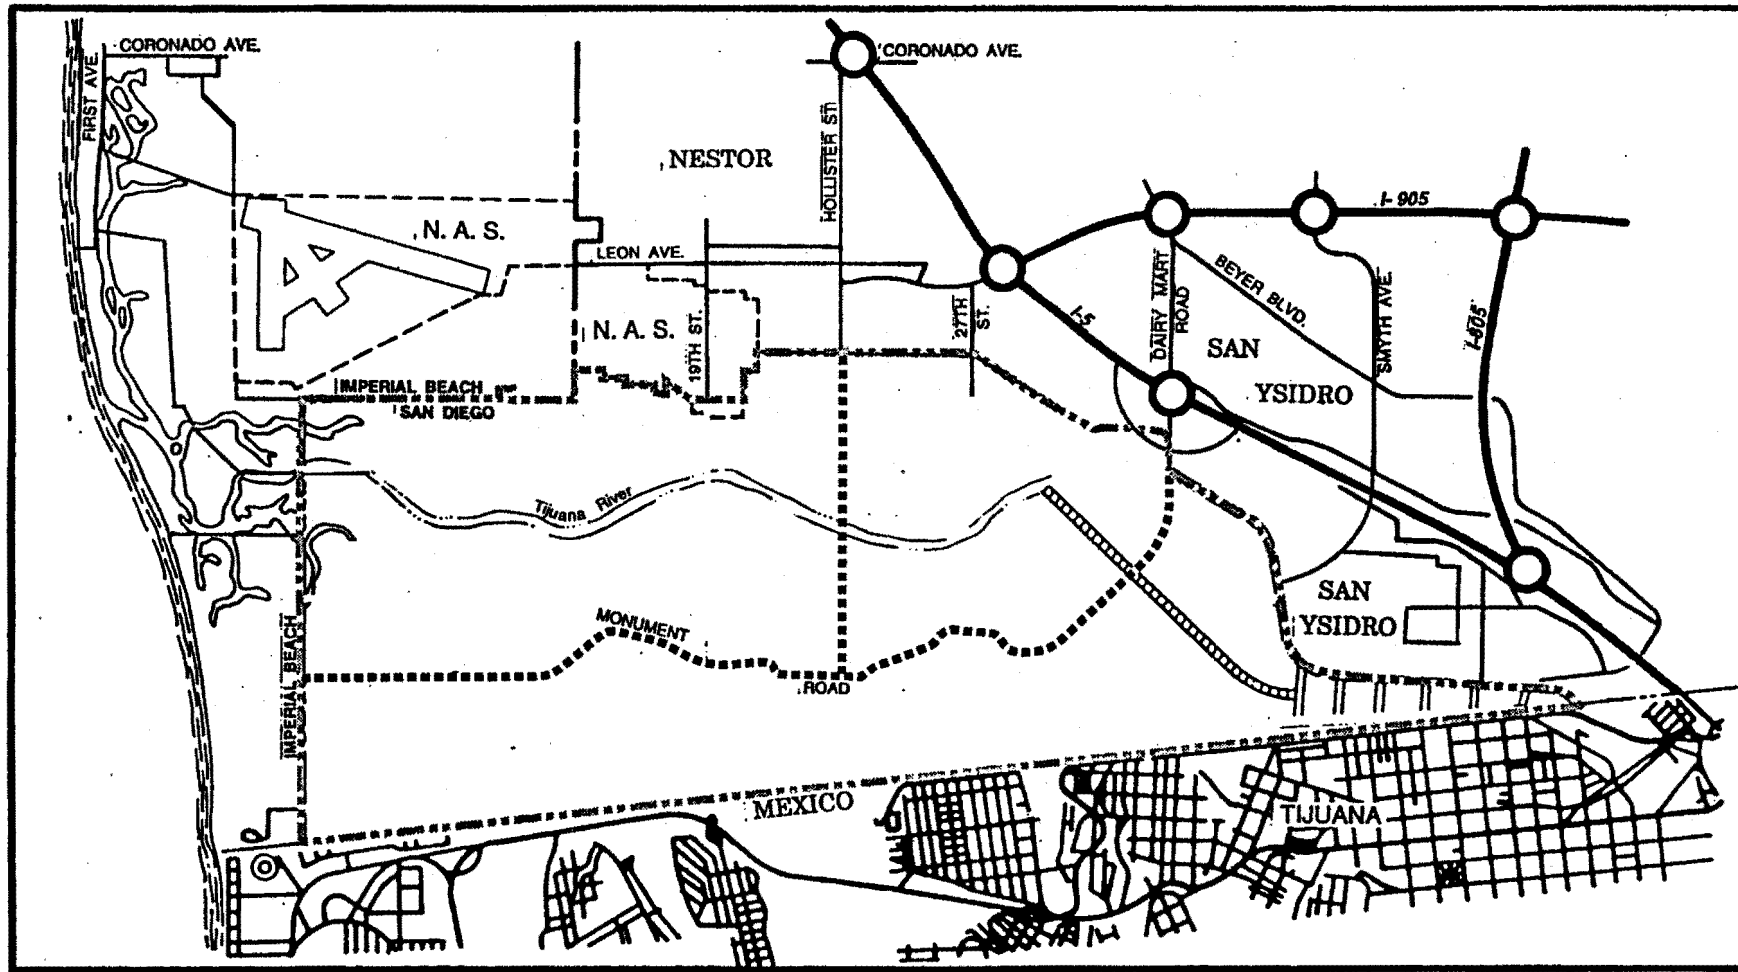 CORONADO AVE.
CORONADO AVE.
FIRST AVE.
HOLLISTER ST
NESTOR
N. A. S.
I-905
LEON AVE.
DAIRY MART
ROAD
BEYER BLVD.
SMYTH AVE.
I-805
N. A. S.
19TH ST.
27TH
ST.
I-5
SAN
YSIDRO
IMPERIAL BEACH
SAN DIEGO
Tijuana River
SAN
YSIDRO
IMPERIAL BEACH
MONUMENT
ROAD
MEXICO
TIJUANA